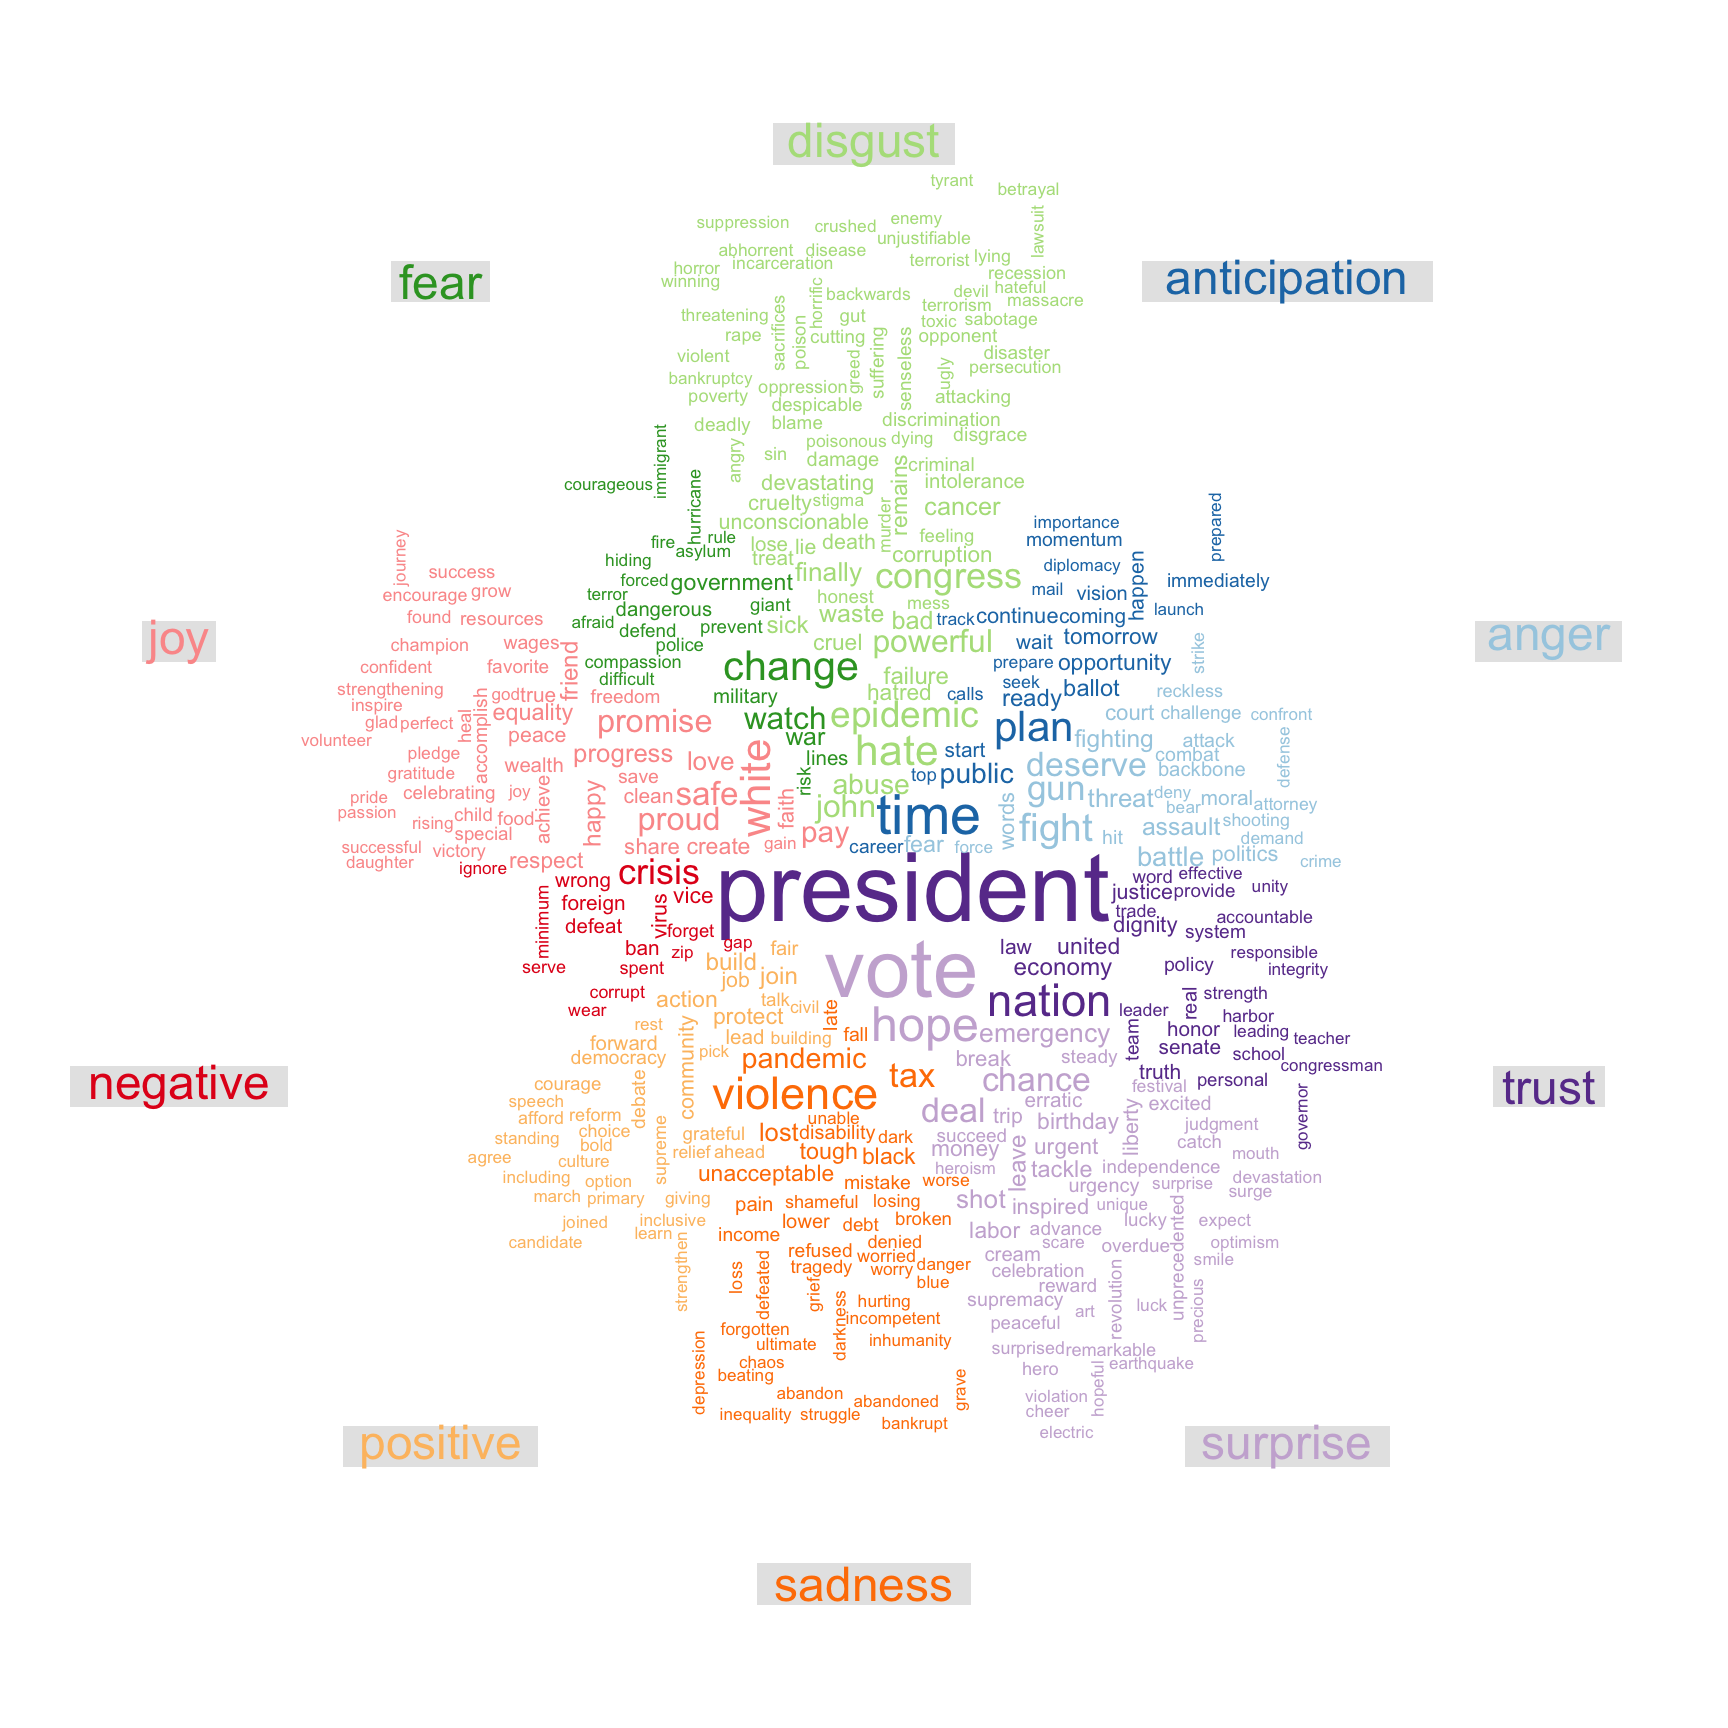 disgust
tyrant
betrayal
suppression
crushed
enemy
lawsuit
unjustifiable
abhorrent
disease
terrorist
lying
fear
horror
incarceration
recession
anticipation
winning
horrific
backwards
devil
hateful
terrorism
massacre
threatening
sacrifices
gut
toxic
sabotage
rape
poison
cutting
opponent
violent
greed
suffering
senseless
disaster
persecution
bankruptcy
oppression
ugly
poverty
despicable
attacking
deadly
blame
discrimination
immigrant
angry
poisonous
dying
disgrace
sin
damage
criminal
courageous
devastating
remains
intolerance
hurricane
cruelty
stigma
murder
cancer
unconscionable
importance
prepared
journey
fire
rule
lose
lie
death
feeling
momentum
asylum
treat
corruption
hiding
success
forced
government
finally
congress
diplomacy
happen
immediately
encourage
grow
terror
giant
honest
mess
mail
vision
launch
found
resources
afraid
dangerous
waste
bad
track
continue
coming
joy
defend
prevent
sick
anger
champion
wages
friend
police
cruel
powerful
wait
tomorrow
strike
confident
favorite
compassion
change
failure
prepare
opportunity
difficult
strengthening
god
true
freedom
military
hatred
calls
seek
ready
ballot
reckless
inspire
heal
accomplish
equality
promise
watch
epidemic
plan
court
challenge
confront
glad
perfect
volunteer
peace
war
fighting
attack
defense
pledge
progress
love
white
lines
hate
start
deserve
combat
gratitude
wealth
save
risk
abuse
top
public
backbone
pride
celebrating
joy
achieve
happy
clean
safe
faith
john
time
words
gun
threat
deny
moral
passion
child
food
bear
attorney
rising
special
proud
pay
fight
hit
assault
shooting
successful
victory
share
create
gain
career
fear
force
battle
politics
demand
daughter
ignore
respect
crisis
crime
wrong
president
word
effective
minimum
foreign
virus
vice
justice
provide
unity
defeat
forget
trade
accountable
dignity
system
ban
zip
gap
fair
law
united
responsible
serve
spent
build
join
vote
economy
policy
integrity
job
corrupt
action
talk
civil
nation
real
strength
wear
protect
late
leader
harbor
rest
community
lead
building
fall
hope
emergency
team
honor
leading
teacher
forward
democracy
pick
pandemic
break
steady
senate
school
congressman
negative
courage
debate
violence
tax
chance
truth
personal
trust
festival
speech
deal
erratic
excited
governor
afford
reform
unable
trip
birthday
liberty
judgment
standing
choice
supreme
grateful
lost
disability
dark
succeed
catch
bold
agree
culture
relief
ahead
tough
black
money
leave
urgent
mouth
including
option
unacceptable
heroism
tackle
independence
devastation
march
primary
giving
mistake
worse
urgency
surprise
surge
pain
shameful
losing
shot
inspired
unique
joined
inclusive
lower
debt
broken
labor
advance
lucky
unprecedented
expect
candidate
learn
income
denied
scare
overdue
optimism
strengthen
refused
worried
cream
smile
loss
defeated
tragedy
worry
danger
celebration
grief
blue
reward
revolution
precious
hurting
supremacy
art
luck
darkness
incompetent
peaceful
forgotten
ultimate
inhumanity
surprised
remarkable
depression
chaos
hero
hopeful
earthquake
beating
abandon
abandoned
grave
violation
inequality
struggle
bankrupt
cheer
electric
positive
surprise
sadness